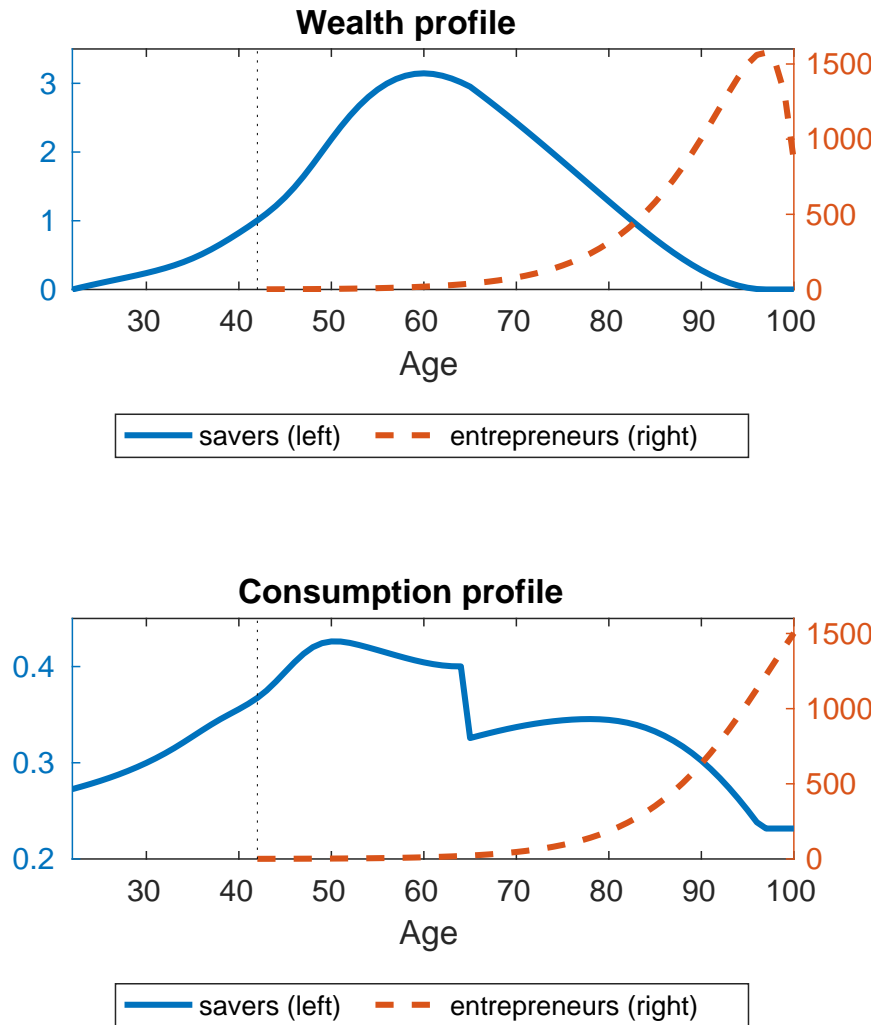 Wealth profile
3
2
1
0
1500
1000
500
0
30 40 50 60 70 80 90 100
Age
savers (left) entrepreneurs (right)
Consumption profile
0.4
0.3
0.2
1500
1000
500
0
30 40 50 60 70 80 90 100
Age
savers (left) entrepreneurs (right)